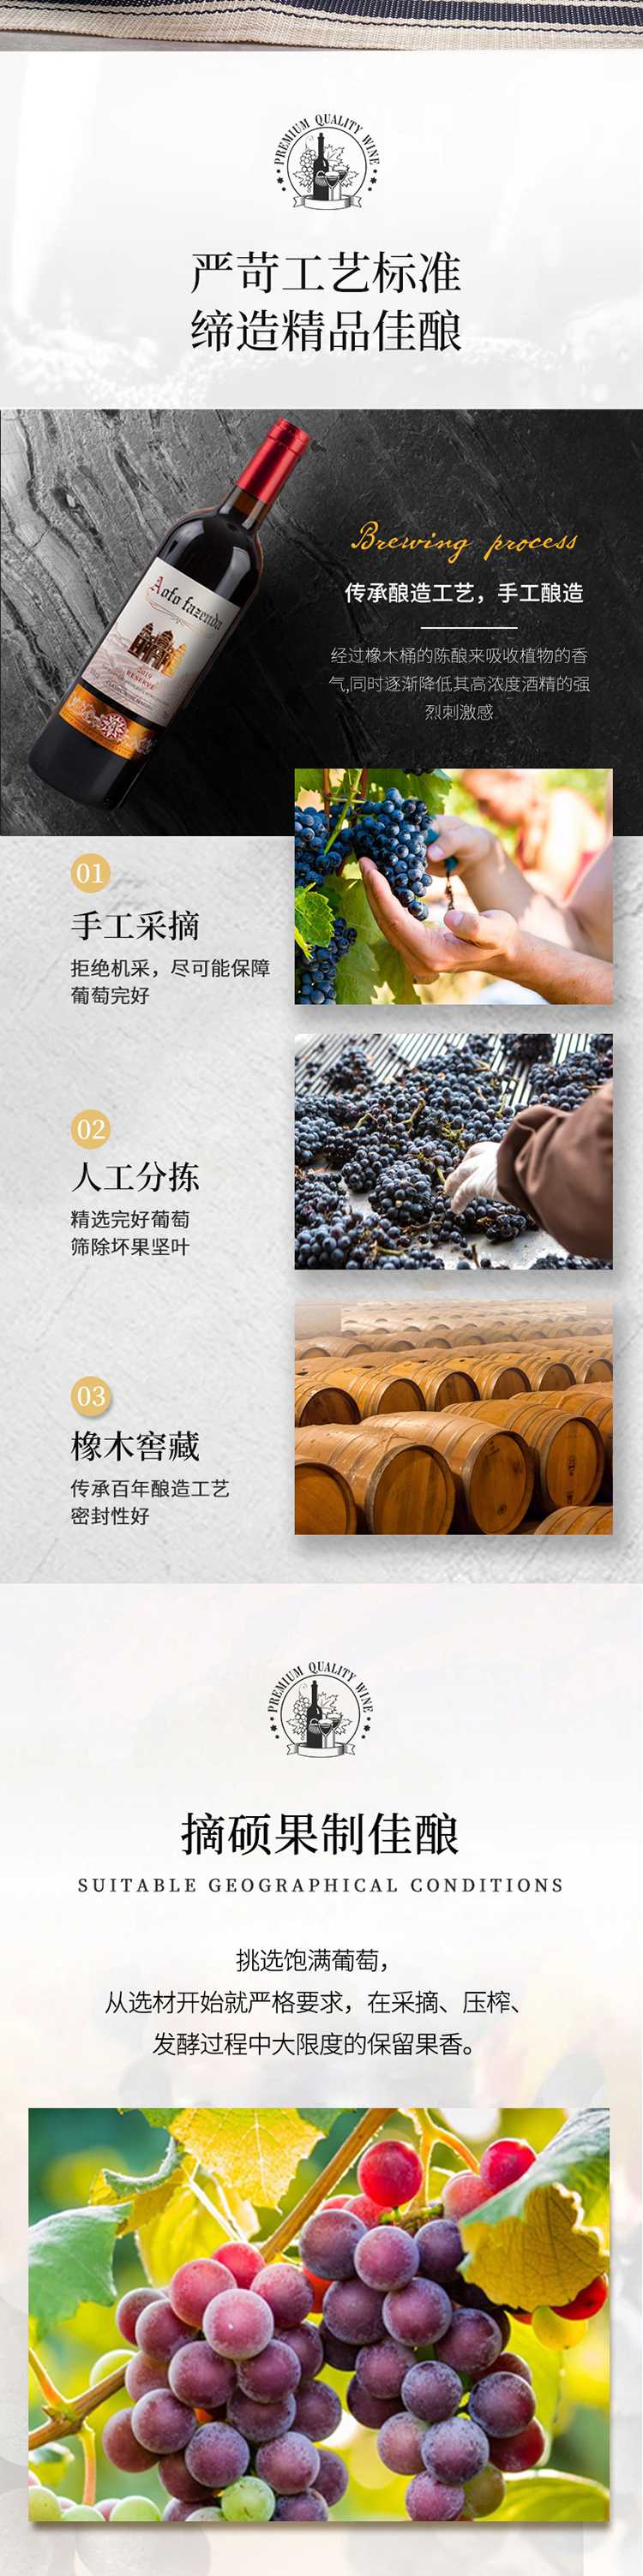 PREMIUM QUALITY WINE
严苛工艺标准
缔造精品佳酿
Brewing process
传承酿造工艺，手工酿造
经过橡木桶的陈酿来吸收植物的香
气,同时逐渐降低其高浓度酒精的强
烈刺激感
Aofo fazenda
2019
RESERVE
01
手工采摘
拒绝机采，尽可能保障
葡萄完好
02
人工分拣
精选完好葡萄
筛除坏果坚叶
03
橡木窖藏
传承百年酿造工艺
密封性好
PREMIUM QUALITY WINE
摘硕果制佳酿
SUITABLE GEOGRAPHICAL CONDITIONS
挑选饱满葡萄，
从选材开始就严格要求，在采摘、压榨、
发酵过程中大限度的保留果香。